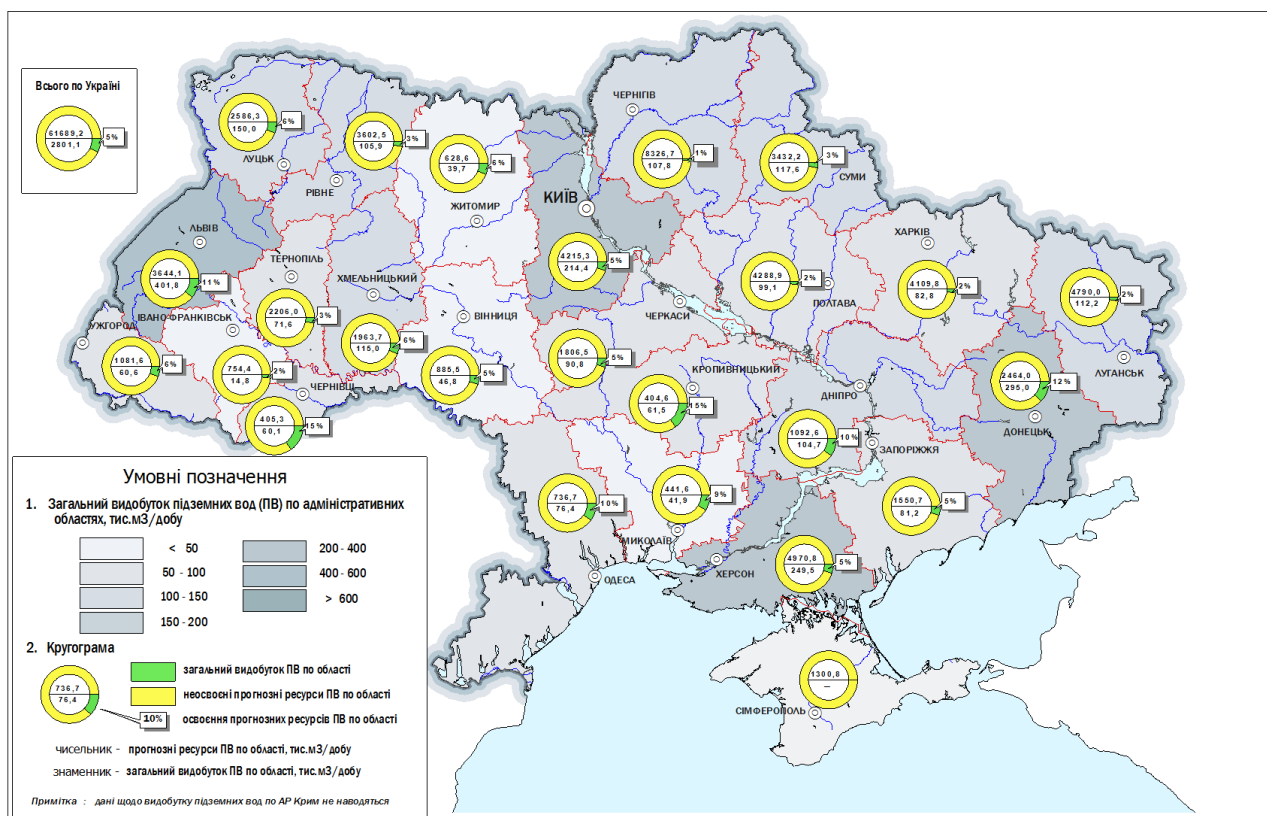 Всього по Україні
61689,2
2801,1
5%
2586,3
150,0
6%
ЛУЦЬК
3602,5
105,9
3%
РІВНЕ
628,6
39,7
6%
ЖИТОМИР
КИЇВ
4215,3
214,4
5%
ЧЕРНІГІВ
8326,7
107,8
1%
3432,2
117,6
3%
СУМИ
ЛЬВІВ
3644,1
401,8
11%
ТЕРНОПІЛЬ
2206,0
71,6
3%
ХМЕЛЬНИЦЬКИЙ
1963,7
115,0
6%
ВІННИЦЯ
885,5
46,8
5%
ЧЕРКАСИ
1806,5
90,8
5%
4288,9
99,1
2%
ПОЛТАВА
ХАРКІВ
4109,8
82,8
2%
4790,0
112,2
2%
ЛУГАНСЬК
УЖГОРОД
1081,6
60,6
6%
ІВАНО-ФРАНКІВСЬК
754,4
14,8
2%
ЧЕРНІВЦІ
405,3
60,1
15%
КРОПИВНИЦЬКИЙ
404,6
61,5
15%
ДНІПРО
1092,6
104,7
10%
2464,0
295,0
12%
ДОНЕЦЬК
ЗАПОРІЖЖЯ
1550,7
81,2
5%
736,7
76,4
10%
ОДЕСА
441,6
41,9
9%
МИКОЛАЇВ
ХЕРСОН
4970,8
249,5
5%
1300,8
—
СІМФЕРОПОЛЬ
Умовні позначення
1. Загальний видобуток підземних вод (ПВ) по адміністративних
областях, тис.м3/добу
< 50
50 - 100
100 - 150
150 - 200
200 - 400
400 - 600
> 600
2. Кругограма
736,7
76,4
10%
загальний видобуток ПВ по області
неосвоєні прогнозні ресурси ПВ по області
освоєння прогнозних ресурсів ПВ по області
чисельник - прогнозні ресурси ПВ по області, тис.м3/добу
знаменник - загальний видобуток ПВ по області, тис.м3/добу
Примітка : дані щодо видобутку підземних вод по АР Крим не наводяться